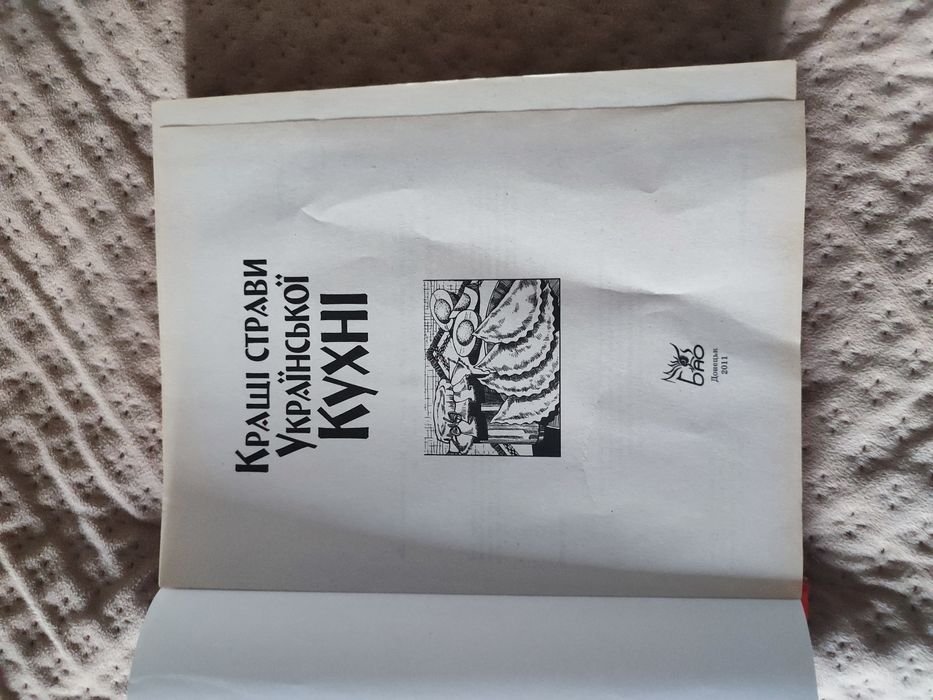 Кращі страви
Української
Кухні
БАО
Донецьк
2011